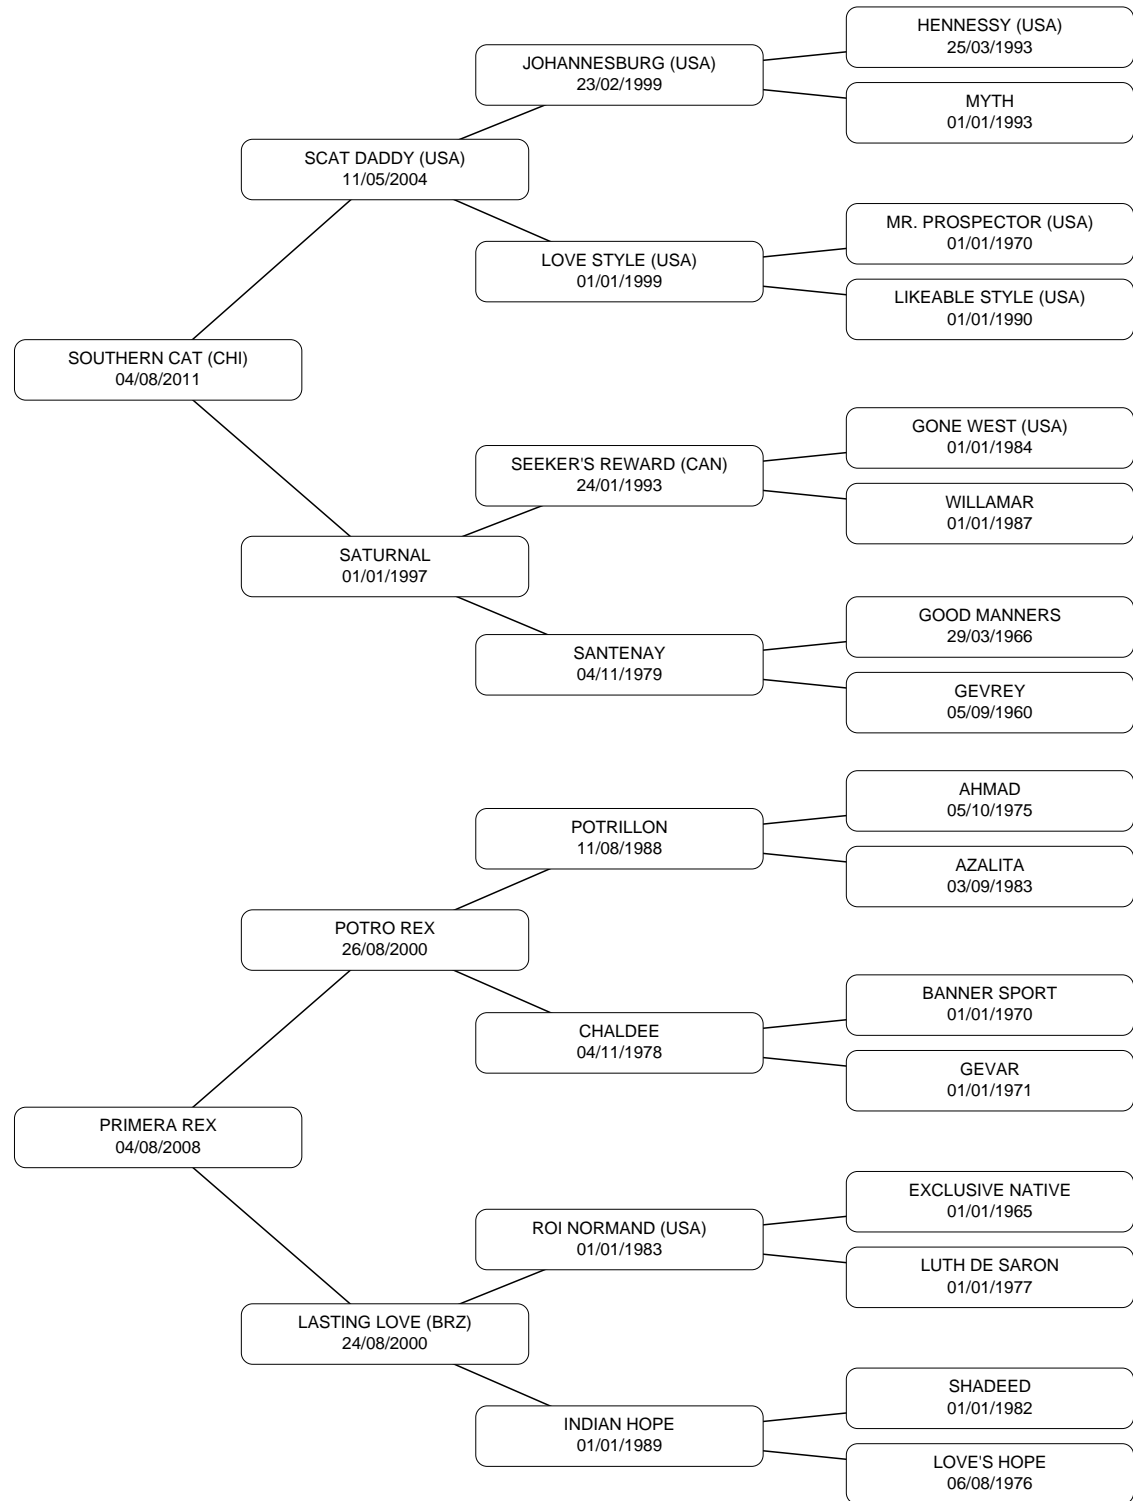 HENNESSY (USA)
25/03/1993
JOHANNESBURG (USA)
23/02/1999
MYTH
01/01/1993
SCAT DADDY (USA)
11/05/2004
MR. PROSPECTOR (USA)
01/01/1970
LOVE STYLE (USA)
01/01/1999
LIKEABLE STYLE (USA)
01/01/1990
SOUTHERN CAT (CHI)
04/08/2011
GONE WEST (USA)
01/01/1984
SEEKER'S REWARD (CAN)
24/01/1993
WILLAMAR
01/01/1987
SATURNAL
01/01/1997
GOOD MANNERS
29/03/1966
SANTENAY
04/11/1979
GEVREY
05/09/1960
AHMAD
05/10/1975
POTRILLON
11/08/1988
AZALITA
03/09/1983
POTRO REX
26/08/2000
BANNER SPORT
01/01/1970
CHALDEE
04/11/1978
GEVAR
01/01/1971
PRIMERA REX
04/08/2008
EXCLUSIVE NATIVE
01/01/1965
ROI NORMAND (USA)
01/01/1983
LUTH DE SARON
01/01/1977
LASTING LOVE (BRZ)
24/08/2000
SHADEED
01/01/1982
INDIAN HOPE
01/01/1989
LOVE'S HOPE
06/08/1976